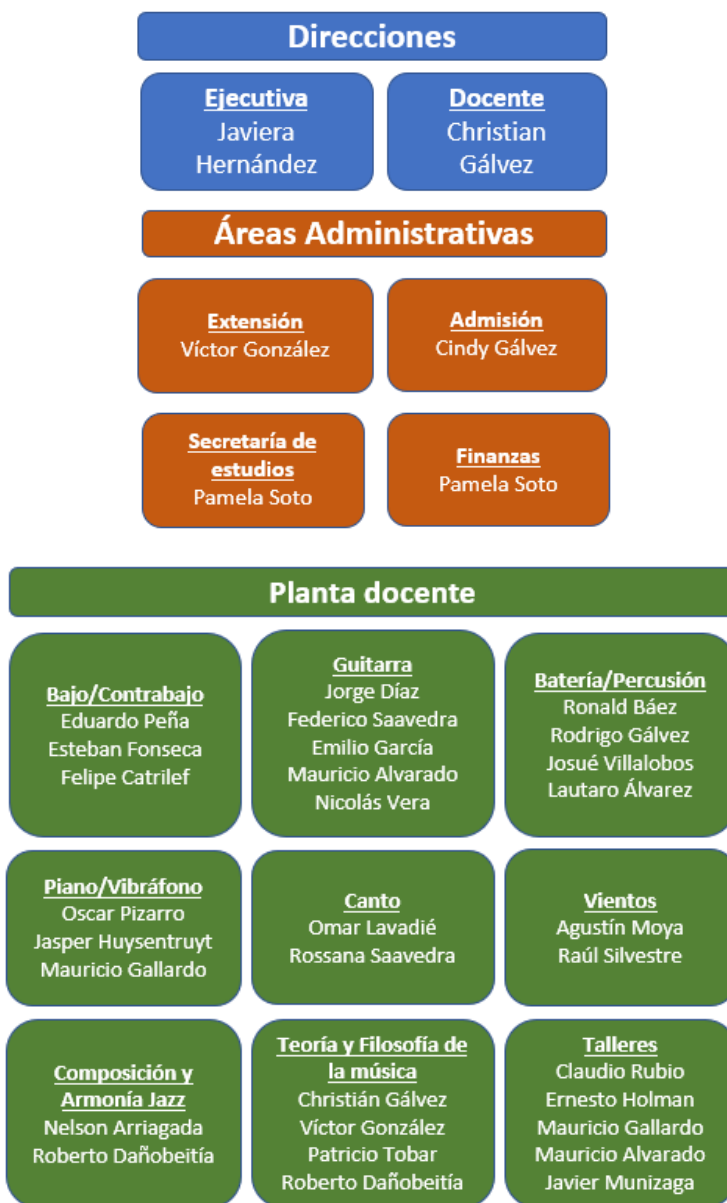 Direcciones
Ejecutiva
Javiera
Hernández
Docente
Christian
Gálvez
Áreas Administrativas
Extensión
Víctor González
Admisión
Cindy Gálvez
Secretaría de
estudios
Pamela Soto
Finanzas
Pamela Soto
Planta docente
Bajo/Contrabajo
Eduardo Peña
Esteban Fonseca
Felipe Catrilef
Guitarra
Jorge Díaz
Federico Saavedra
Emilio García
Mauricio Alvarado
Nicolás Vera
Batería/Percusión
Ronald Báez
Rodrigo Gálvez
Josué Villalobos
Lautaro Álvarez
Piano/Vibráfono
Oscar Pizarro
Jasper Huysentruyt
Mauricio Gallardo
Canto
Omar Lavadié
Rossana Saavedra
Vientos
Agustín Moya
Raúl Silvestre
Composición y
Armonía Jazz
Nelson Arriagada
Roberto Dañobeitía
Teoría y Filosofía de
la música
Christián Gálvez
Víctor González
Patricio Tobar
Roberto Dañobeitía
Talleres
Claudio Rubio
Ernesto Holman
Mauricio Gallardo
Mauricio Alvarado
Javier Munizaga